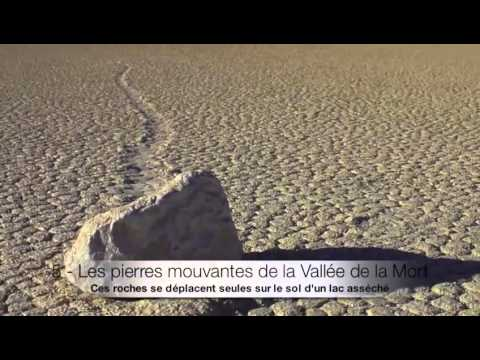 5 - Les pierres mouvantes de la Vallée de la Mort
Ces roches se déplacent seules sur le sol d'un lac asséché